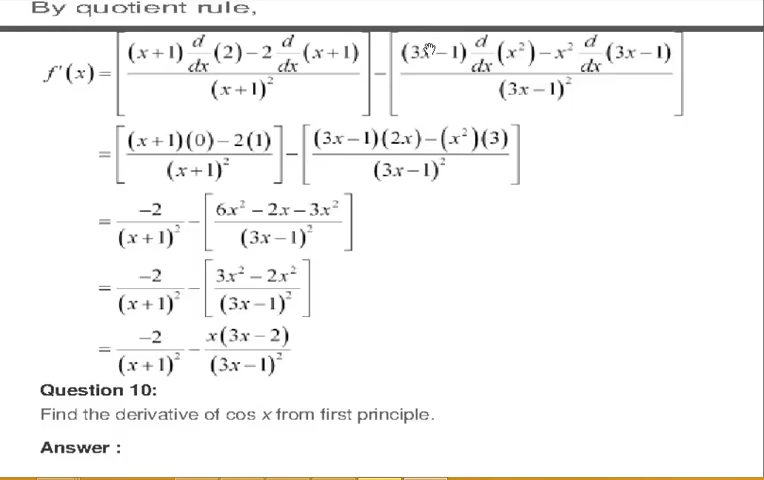 By quotient rule,
f'(x) = [((x+1) d/dx (2) − 2 d/dx (x+1)) / (x+1)²] − [((3x−1) d/dx (x²) − x² d/dx (3x−1)) / (3x−1)²]
= [((x+1)(0) − 2(1)) / (x+1)²] − [((3x−1)(2x) − (x²)(3)) / (3x−1)²]
= −2 / (x+1)² − [(6x² − 2x − 3x²) / (3x−1)²]
= −2 / (x+1)² − [(3x² − 2x²) / (3x−1)²]
= −2 / (x+1)² − x(3x−2) / (3x−1)²
Question 10:
Find the derivative of cos x from first principle.
Answer :